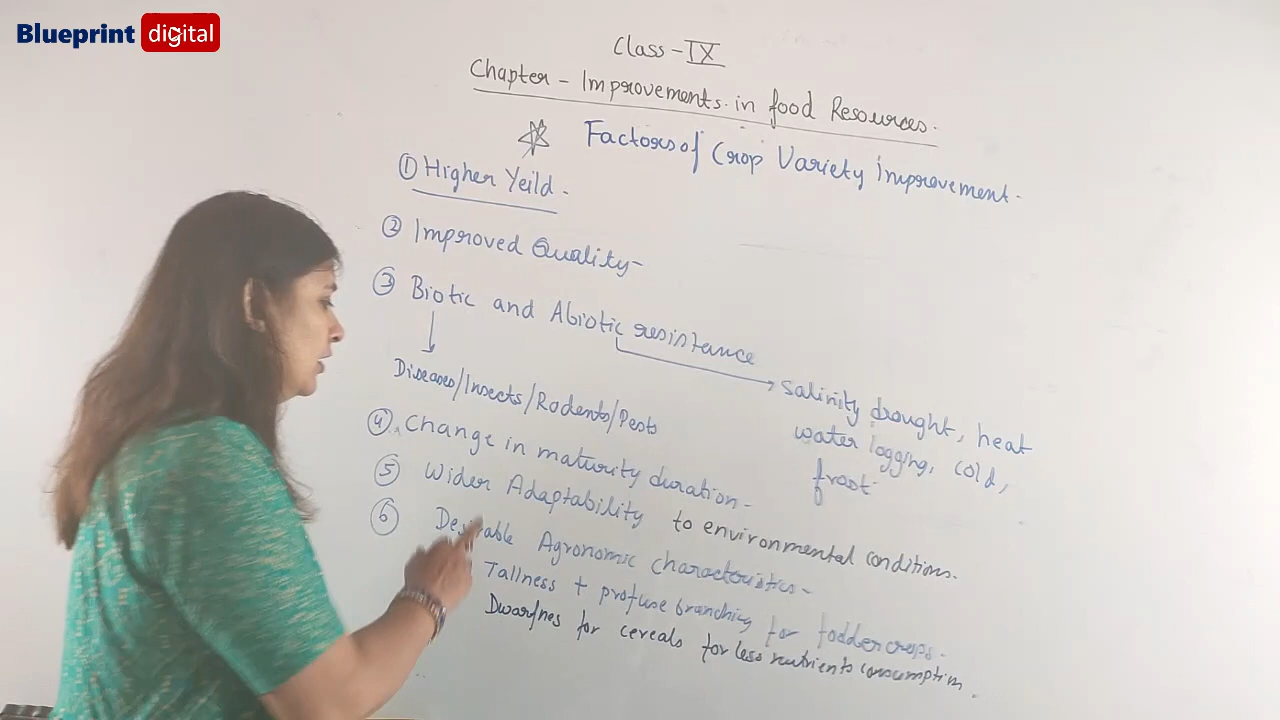 Blueprint digital
Class - IX
Chapter - Improvements in food Resources.
Factors of Crop Variety Improvement.
① Higher Yeild -
② Improved Quality -
③ Biotic and Abiotic resistance
Diseases/Insects/Rodents/Pests
salinity drought, heat
water logging, cold,
frost
④ Change in maturity duration -
⑤ Wider Adaptability to environmental conditions.
⑥ Desirable Agronomic characteristics -
Tallness + profuse branching for fodder crops -
Dwarfnes for cereals for less nutrients consumption.